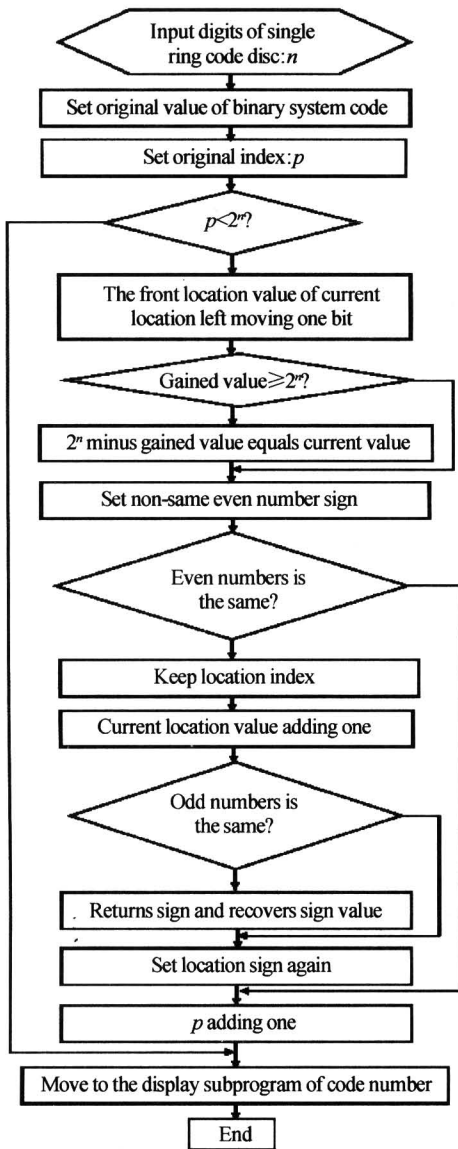 Input digits of single
ring code disc:n
Set original value of binary system code
Set original index:p
p<2ⁿ?
The front location value of current
location left moving one bit
Gained value≥2ⁿ?
2ⁿ minus gained value equals current value
Set non-same even number sign
Even numbers is
the same?
Keep location index
Current location value adding one
Odd numbers is
the same?
Returns sign and recovers sign value
Set location sign again
p adding one
Move to the display subprogram of code number
End